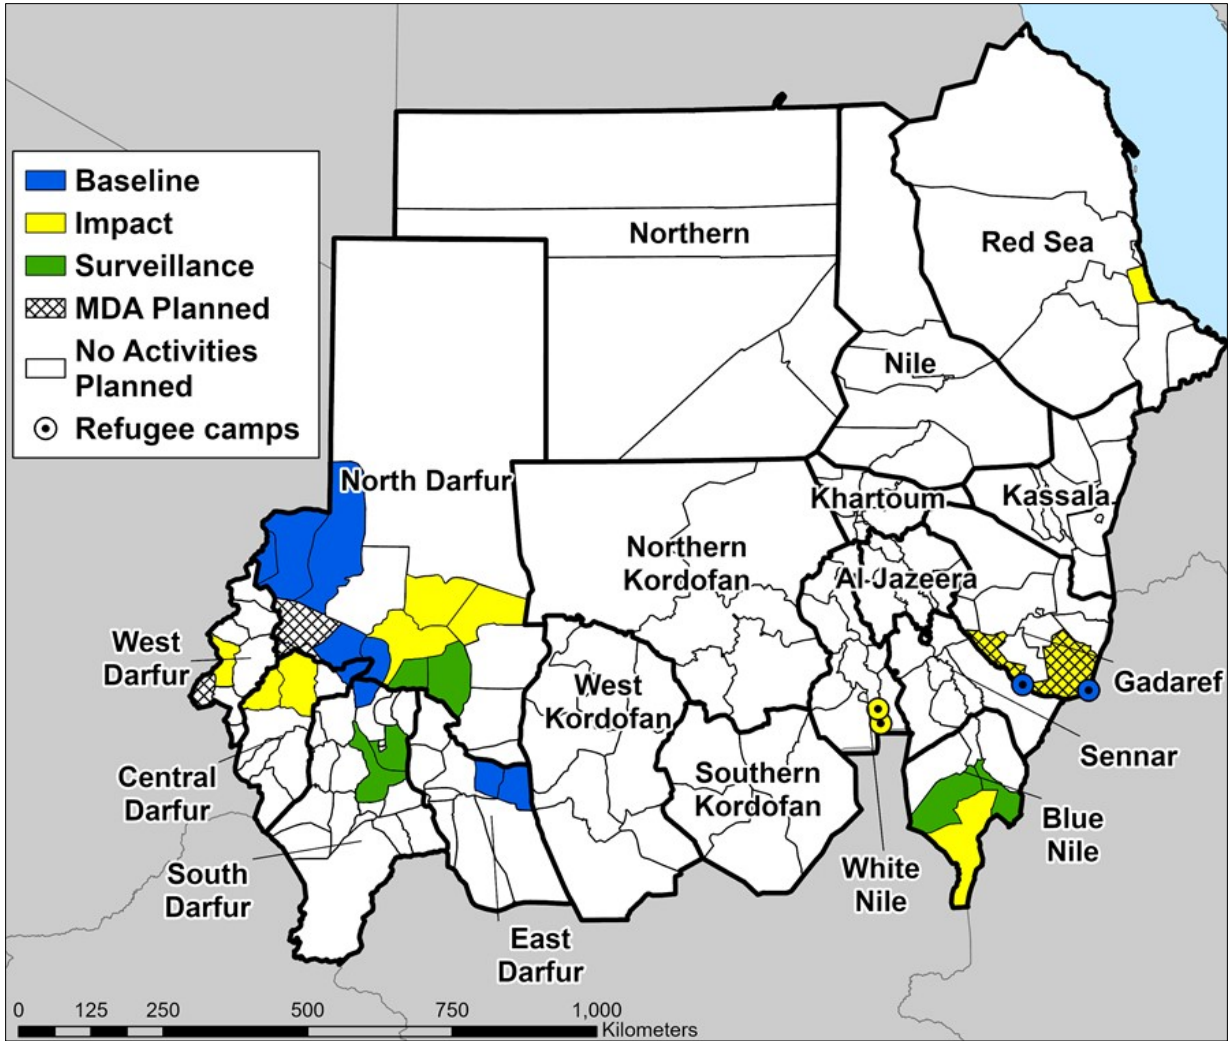 Baseline
Impact
Surveillance
MDA Planned
No Activities
Planned
Refugee camps
Northern
Red Sea
Nile
North Darfur
Khartoum
Kassala
Northern
Kordofan
Al Jazeera
West
Darfur
West
Kordofan
Gadaref
Central
Darfur
Southern
Kordofan
Sennar
Blue
Nile
South
Darfur
White
Nile
East
Darfur
0 125 250 500 750 1,000
Kilometers